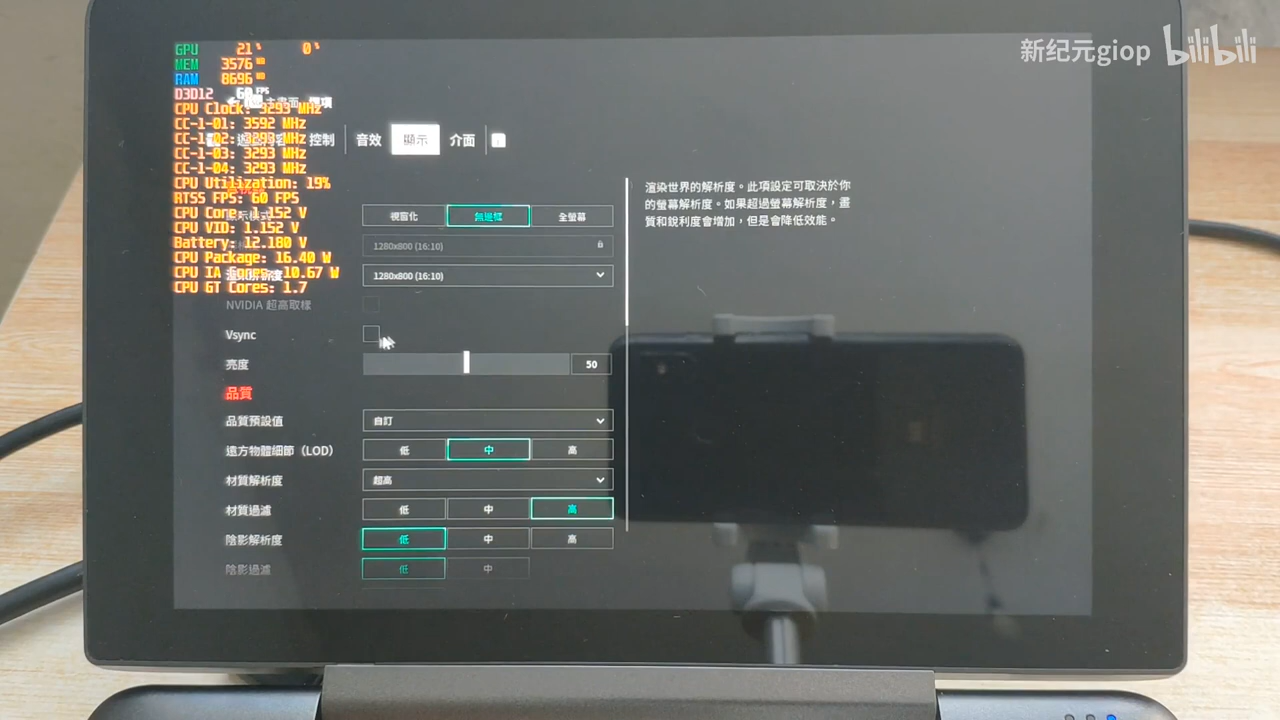 新纪元giop bilibili
GPU 21% 0%
MEM 3576 MB
RAM 8696 MB
D3D12 60 FPS
CPU Clock: 3293 MHz
CC-1-01: 3592 MHz
CC-1-02: 3293 MHz
CC-1-03: 3293 MHz
CC-1-04: 3293 MHz
CPU Utilization: 19%
RTSS FPS: 60 FPS
CPU Core: 1.152 V
CPU VID: 1.152 V
Battery: 12.180 V
CPU Package: 16.40 W
CPU IA Cores: 10.67 W
CPU GT Cores: 1.7
主畫面 選項
控制 音效 顯示 介面
視窗化 無邊框 全螢幕
1280x800 (16:10)
1280x800 (16:10)
NVIDIA 超高取樣
Vsync
亮度 50
品質
品質預設值 自訂
遠方物體細節（LOD） 低 中 高
材質解析度 超高
材質過濾 低 中 高
陰影解析度 低 中 高
陰影過濾 低 中
渲染世界的解析度。此項設定可取決於你
的螢幕解析度。如果超過螢幕解析度，畫
質和銳利度會增加，但是會降低效能。